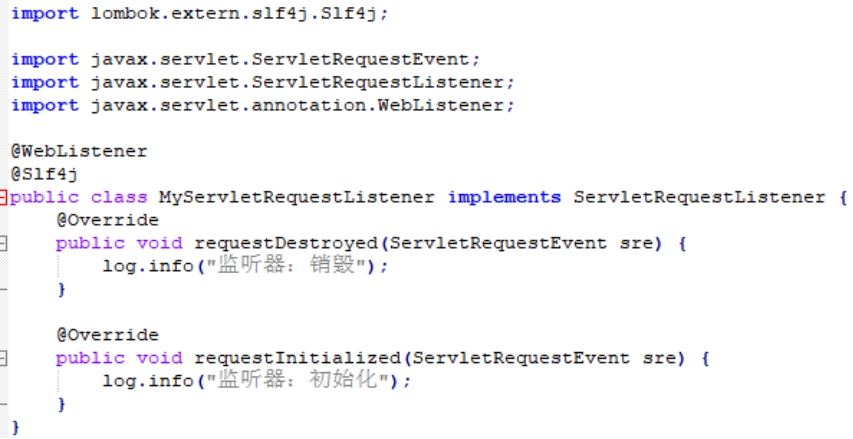 import lombok.extern.slf4j.Slf4j;
import javax.servlet.ServletRequestEvent;
import javax.servlet.ServletRequestListener;
import javax.servlet.annotation.WebListener;
@WebListener
@Slf4j
public class MyServletRequestListener implements ServletRequestListener {
@Override
public void requestDestroyed(ServletRequestEvent sre) {
log.info("监听器：销毁");
}
@Override
public void requestInitialized(ServletRequestEvent sre) {
log.info("监听器：初始化");
}
}